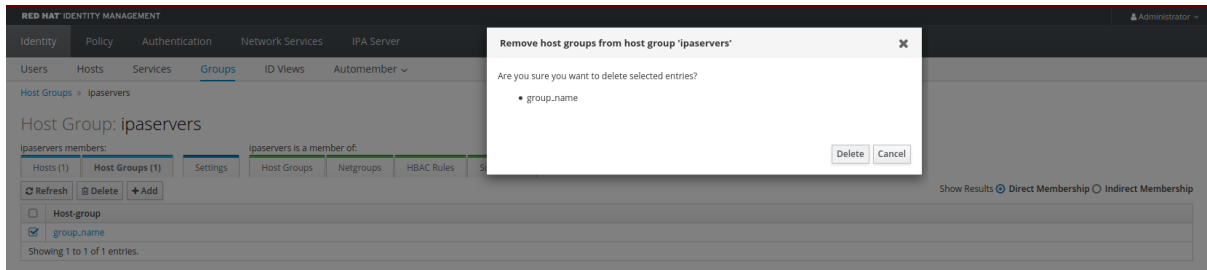 RED HAT IDENTITY MANAGEMENT
Administrator
Identity Policy Authentication Network Services IPA Server
Users Hosts Services Groups ID Views Automember
Host Groups » ipaservers
Host Group: ipaservers
ipaservers members: ipaservers is a member of:
Hosts (1) Host Groups (1) Settings Host Groups Netgroups HBAC Rules
Refresh Delete + Add
Show Results Direct Membership Indirect Membership
Host-group
group_name
Showing 1 to 1 of 1 entries.
Remove host groups from host group 'ipaservers'
Are you sure you want to delete selected entries?
• group_name
Delete Cancel